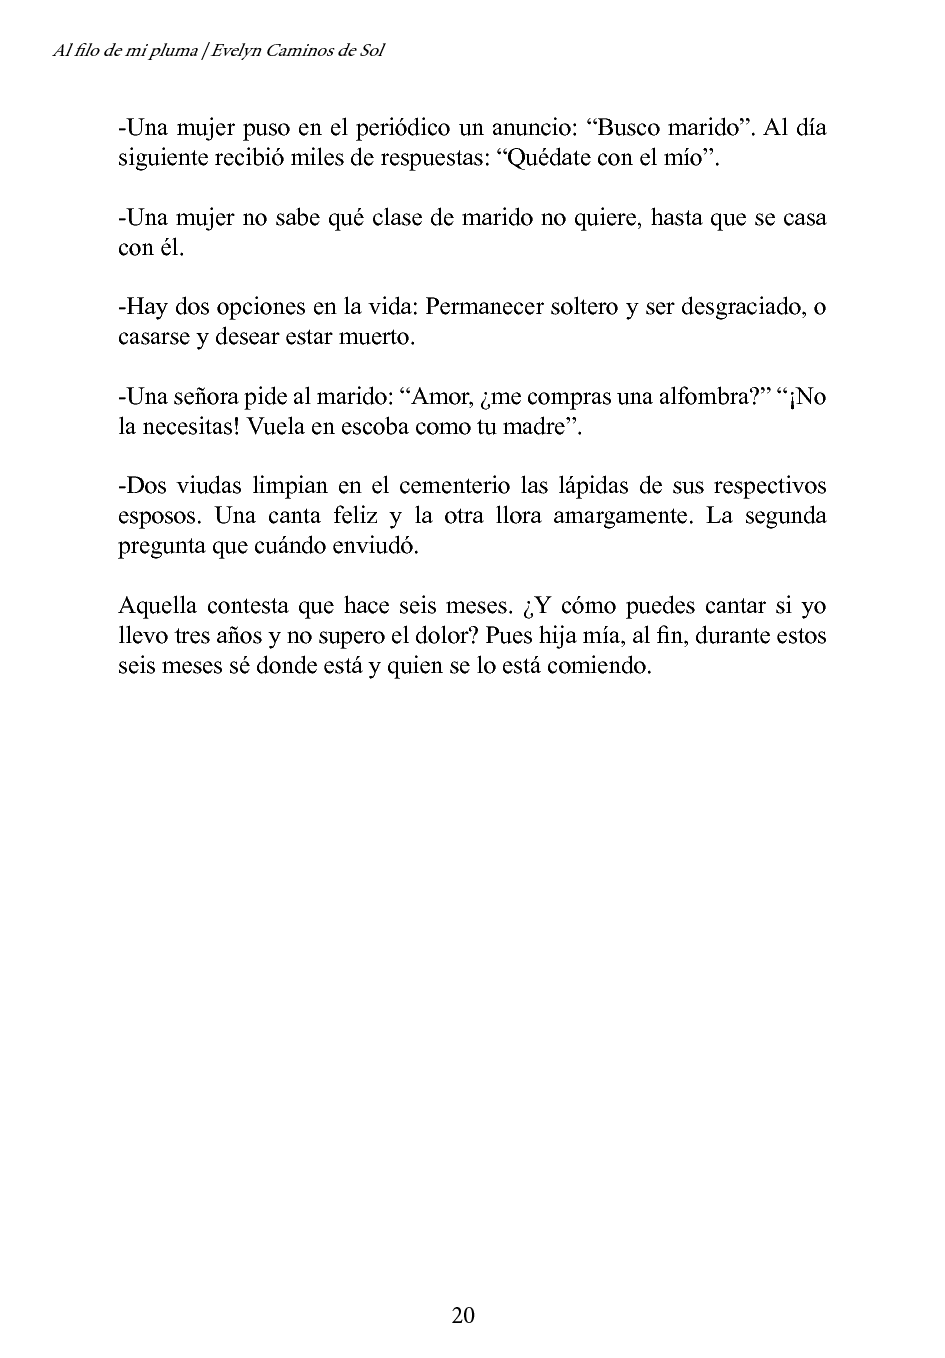 Al filo de mi pluma | Evelyn Caminos de Sol
-Una mujer puso en el periódico un anuncio: “Busco marido”. Al día
siguiente recibió miles de respuestas: “Quédate con el mío”.
-Una mujer no sabe qué clase de marido no quiere, hasta que se casa
con él.
-Hay dos opciones en la vida: Permanecer soltero y ser desgraciado, o
casarse y desear estar muerto.
-Una señora pide al marido: “Amor, ¿me compras una alfombra?” “¡No
la necesitas! Vuela en escoba como tu madre”.
-Dos viudas limpian en el cementerio las lápidas de sus respectivos
esposos. Una canta feliz y la otra llora amargamente. La segunda
pregunta que cuándo enviudó.
Aquella contesta que hace seis meses. ¿Y cómo puedes cantar si yo
llevo tres años y no supero el dolor? Pues hija mía, al fin, durante estos
seis meses sé donde está y quien se lo está comiendo.
20